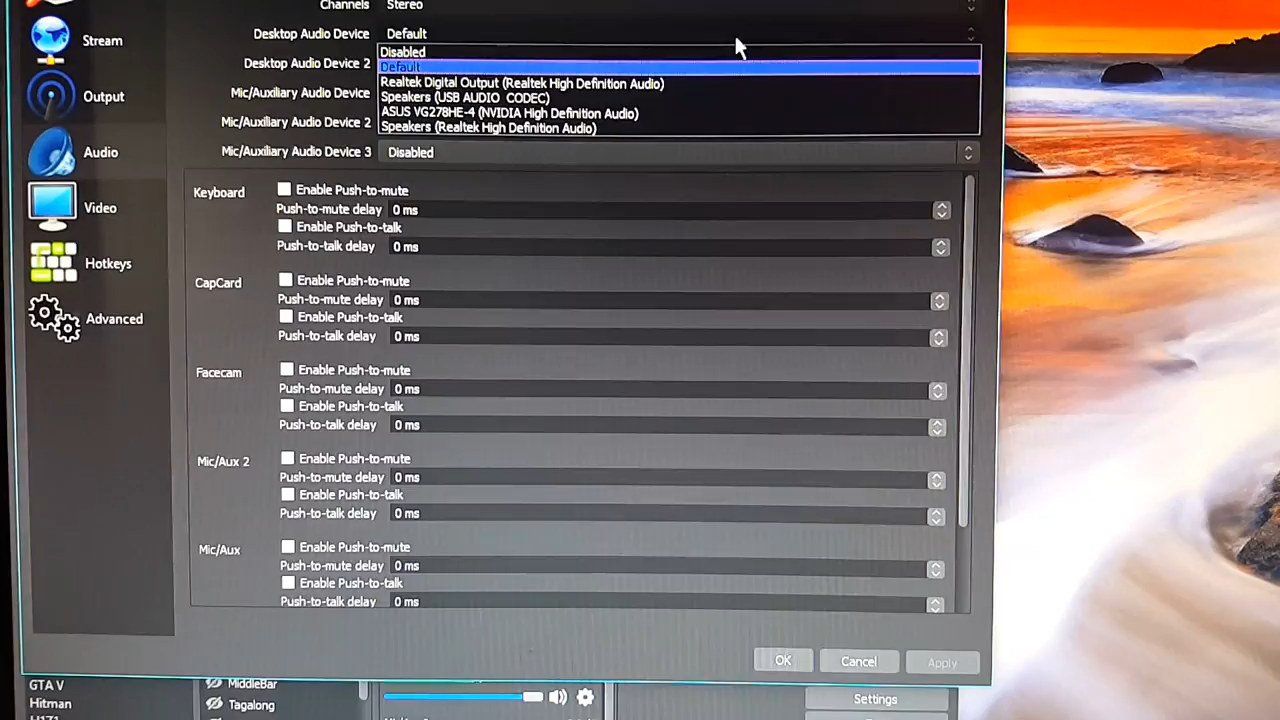 Channels Stereo
Stream
Desktop Audio Device Default
Disabled
Desktop Audio Device 2
Default
Realtek Digital Output (Realtek High Definition Audio)
Output
Mic/Auxiliary Audio Device
Speakers (USB AUDIO CODEC)
ASUS VG278HE-4 (NVIDIA High Definition Audio)
Mic/Auxiliary Audio Device 2
Speakers (Realtek High Definition Audio)
Audio
Mic/Auxiliary Audio Device 3 Disabled
Keyboard Enable Push-to-mute
Video
Push-to-mute delay 0 ms
Enable Push-to-talk
Push-to-talk delay 0 ms
Hotkeys
CapCard Enable Push-to-mute
Push-to-mute delay 0 ms
Advanced
Enable Push-to-talk
Push-to-talk delay 0 ms
Facecam Enable Push-to-mute
Push-to-mute delay 0 ms
Enable Push-to-talk
Push-to-talk delay 0 ms
Mic/Aux 2 Enable Push-to-mute
Push-to-mute delay 0 ms
Enable Push-to-talk
Push-to-talk delay 0 ms
Mic/Aux Enable Push-to-mute
Push-to-mute delay 0 ms
Enable Push-to-talk
Push-to-talk delay 0 ms
OK Cancel Apply
GTA V MiddleBar
Hitman Tagalong Settings